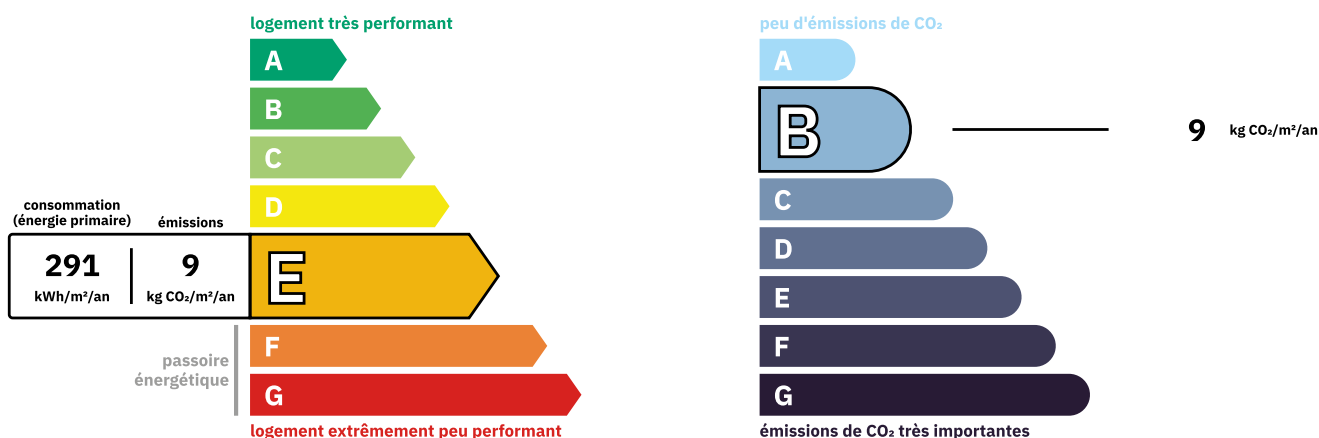 logement très performant
A
B
C
D
consommation
(énergie primaire)
émissions
291
kWh/m²/an
9
kg CO₂/m²/an
E
passoire
énergétique
F
G
logement extrêmement peu performant
peu d'émissions de CO₂
A
B
9
kg CO₂/m²/an
C
D
E
F
G
émissions de CO₂ très importantes